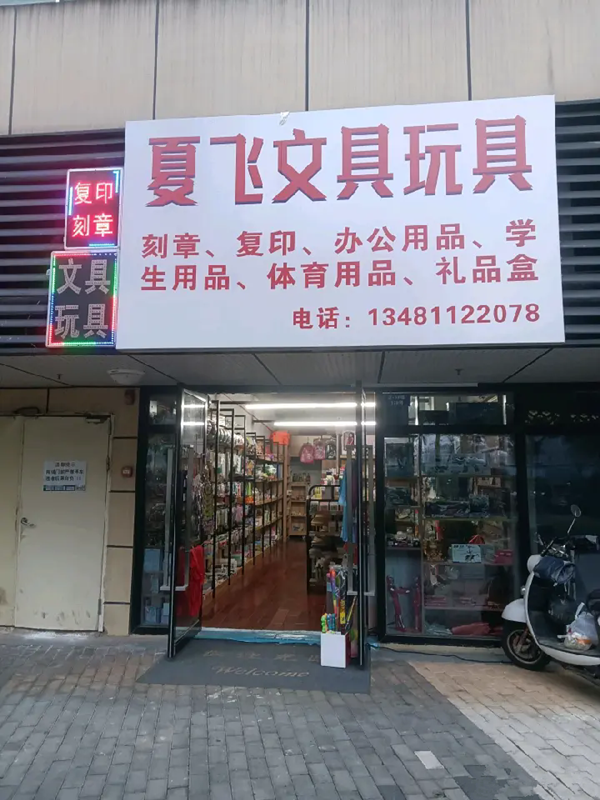 夏飞文具玩具
刻章、复印、办公用品、学
生用品、体育用品、礼品盒
电话：13481122078
复印
刻章
文具
玩具
Welcome